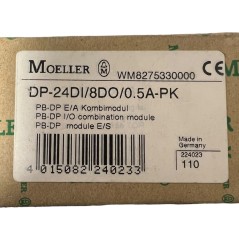 MOELLER
WM8275330000
CE
DP-24DI/8DO/0.5A-PK
PB-DP E/A Kombimodul
PB-DP I/O combination module
PB-DP module E/S
Made in
Germany
224023
110
4 015082 240233